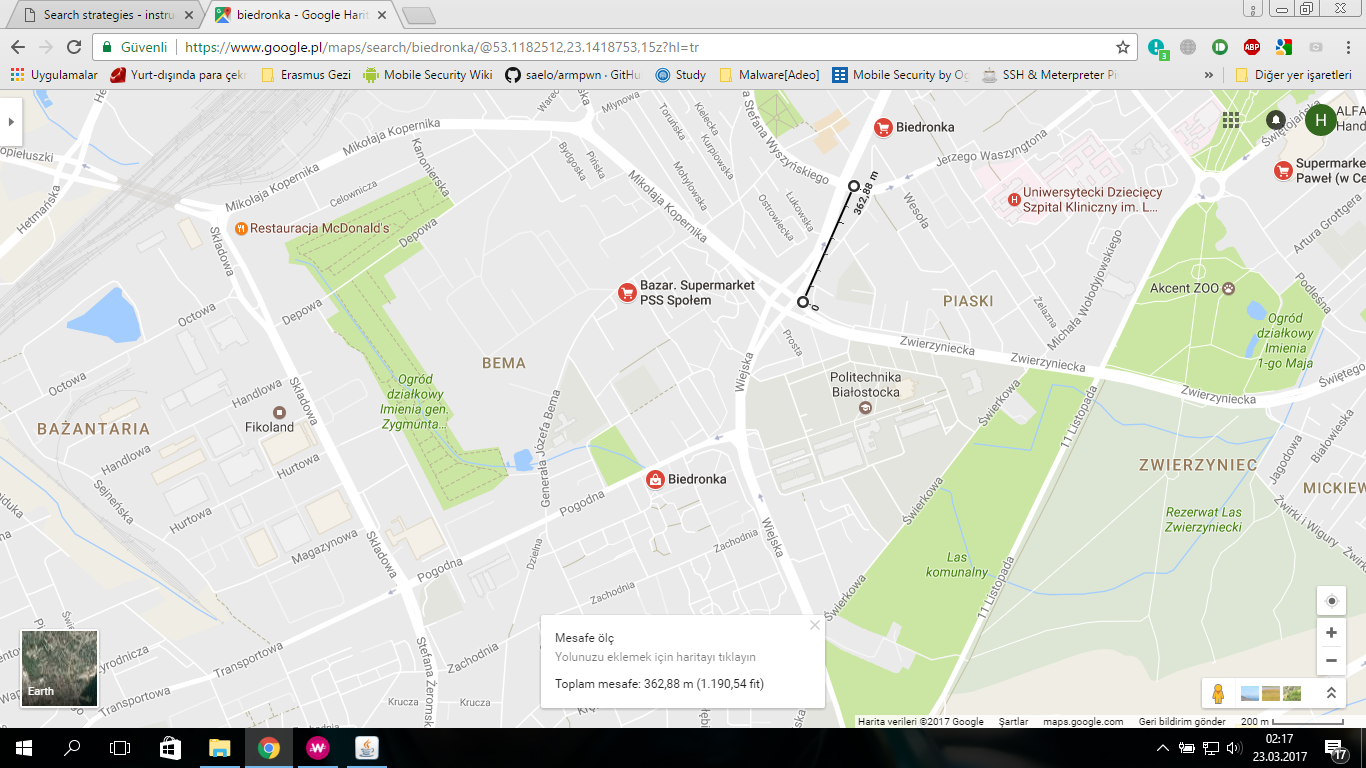 Search strategies - instru
biedronka - Google Harit
Güvenli
https://www.google.pl/maps/search/biedronka/@53.1182512,23.1418753,15z?hl=tr
3
ABP
Uygulamalar
Yurt-dışında para çek
Erasmus Gezi
Mobile Security Wiki
saelo/armpwn · GitHu
Study
Malware[Adeo]
Mobile Security by Og
SSH & Meterpreter Pi
»
Diğer yer işaretleri
H
ALFA
Hand
Biedronka
Supermarke
Paweł (w Ce
Mikołaja Kopernika
Mikołaja Kopernika
Mikołaja Kopernika
Hetmańska
opiełuski
Celownicza
Kanonierska
Młynowa
Bydgoska
Pińska
Toruńska
Kielecka
Kurpiowska
Mohylowska
Ostrowiecka
Łukowska
Stefana Wyszyńskiego
Jerzego Waszyngtona
Świętojańska
Wesoła
362,88 m
0
Uniwersytecki Dziecięcy
Szpital Kliniczny im. L...
Artura Grottgera
Restauracja McDonald's
Składowa
Depowa
Depowa
Octowa
Octowa
Bazar. Supermarket
PSS Społem
PIASKI
Żelazna
Michała Wołodyjowskiego
Akcent ZOO
Podleśna
Ogród
działkowy
Imienia
1-go Maja
BEMA
Prosta
Wiejska
Zwierzyniecka
Zwierzyniecka
Zwierzyniecka
Świętego
Handlowa
Składowa
Ogród
działkowy
Imienia gen.
Zygmunta...
Politechnika
Białostocka
Świerkowa
11 Listopada
Fikoland
BAŻANTARIA
Handlowa
Hurtowa
Hurtowa
Sejneńska
Generała Józefa Bema
Biedronka
Pogodna
Pogodna
ZWIERZYNIEC
Jagodowa
Białowieska
MICKIEW
Rezerwat Las
Zwierzyniecki
Żwirki i Wigury
Świerkowa
Wiejska
Zachodnia
Magazynowa
Składowa
Dzielna
Las
komunalny
Zachodnia
Świerkowa
11 Listopada
Transportowa
Transportowa
Zachodnia
Stefana Żeromsk
Krucza
Krucza
Earth
Mesafe ölç
Yolunuzu eklemek için haritayı tıklayın
Toplam mesafe: 362,88 m (1.190,54 fit)
Harita verileri ©2017 Google
Şartlar
maps.google.com
Geri bildirim gönder
200 m
02:17
23.03.2017
17